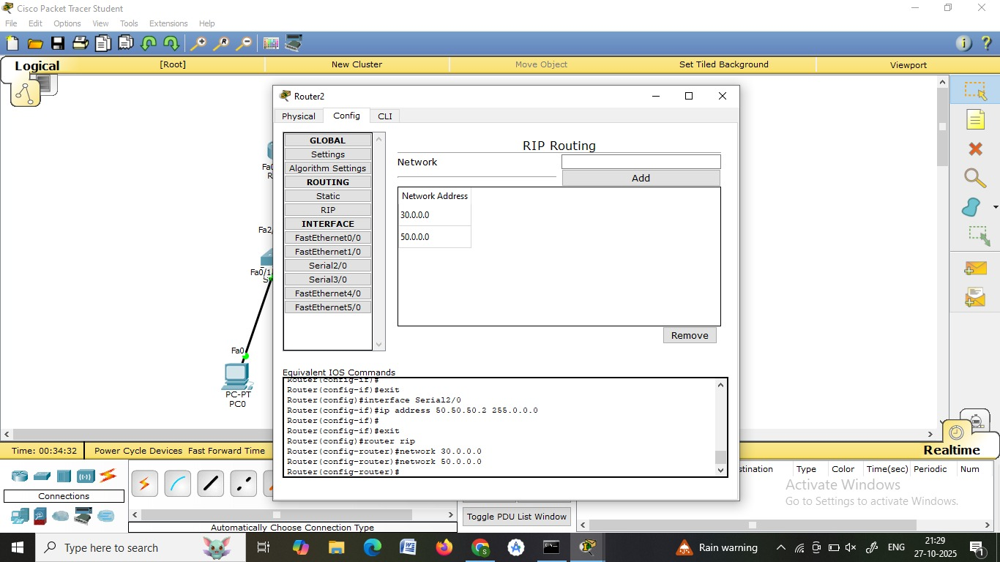 Cisco Packet Tracer Student
File Edit Options View Tools Extensions Help
Logical [Root] New Cluster Move Object Set Tiled Background Viewport
Router2
Physical Config CLI
GLOBAL
Settings
Algorithm Settings
ROUTING
Static
RIP
INTERFACE
FastEthernet0/0
FastEthernet1/0
Serial2/0
Serial3/0
FastEthernet4/0
FastEthernet5/0
RIP Routing
Network
Add
Network Address
30.0.0.0
50.0.0.0
Remove
Equivalent IOS Commands
Router(config-if)#
Router(config-if)#exit
Router(config)#interface Serial2/0
Router(config-if)#ip address 50.50.50.2 255.0.0.0
Router(config-if)#
Router(config-if)#exit
Router(config)#router rip
Router(config-router)#network 30.0.0.0
Router(config-router)#network 50.0.0.0
Router(config-router)#
Fa2/
Fa0/1
Fa0
PC-PT
PC0
Time: 00:34:32 Power Cycle Devices Fast Forward Time
Realtime
Connections
Automatically Choose Connection Type
Toggle PDU List Window
stination Type Color Time(sec) Periodic Num
Activate Windows
Go to Settings to activate Windows.
Type here to search
Rain warning
ENG
21:29
27-10-2025
1